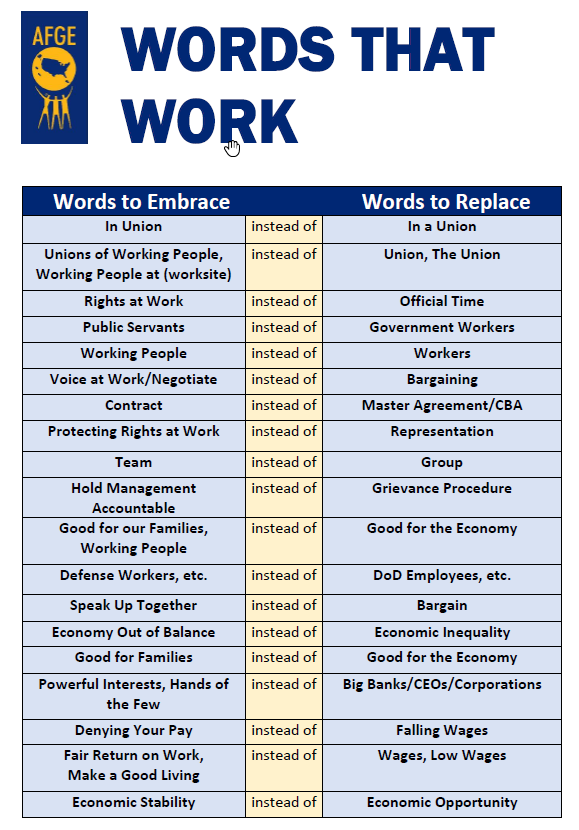 AFGE
WORDS THAT
WORK
Words to Embrace Words to Replace
In Union instead of In a Union
Unions of Working People, instead of Union, The Union
Working People at (worksite)
Rights at Work instead of Official Time
Public Servants instead of Government Workers
Working People instead of Workers
Voice at Work/Negotiate instead of Bargaining
Contract instead of Master Agreement/CBA
Protecting Rights at Work instead of Representation
Team instead of Group
Hold Management instead of Grievance Procedure
Accountable
Good for our Families, instead of Good for the Economy
Working People
Defense Workers, etc. instead of DoD Employees, etc.
Speak Up Together instead of Bargain
Economy Out of Balance instead of Economic Inequality
Good for Families instead of Good for the Economy
Powerful Interests, Hands of instead of Big Banks/CEOs/Corporations
the Few
Denying Your Pay instead of Falling Wages
Fair Return on Work, instead of Wages, Low Wages
Make a Good Living
Economic Stability instead of Economic Opportunity